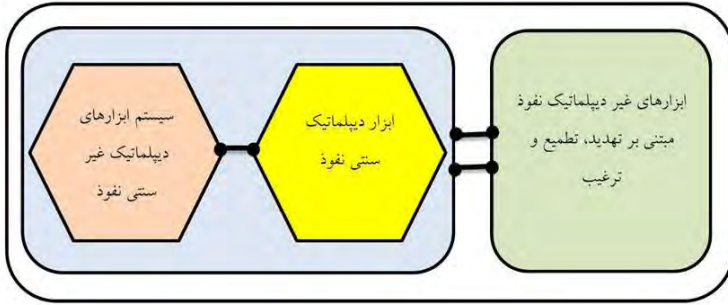 ابزارهای غیر دیپلماتیک نفوذ
مبتنی بر تهدید، تطمیع و
ترغیب
ابزار دیپلماتیک
سنتی نفوذ
سیستم ابزارهای
دیپلماتیک غیر
سنتی نفوذ